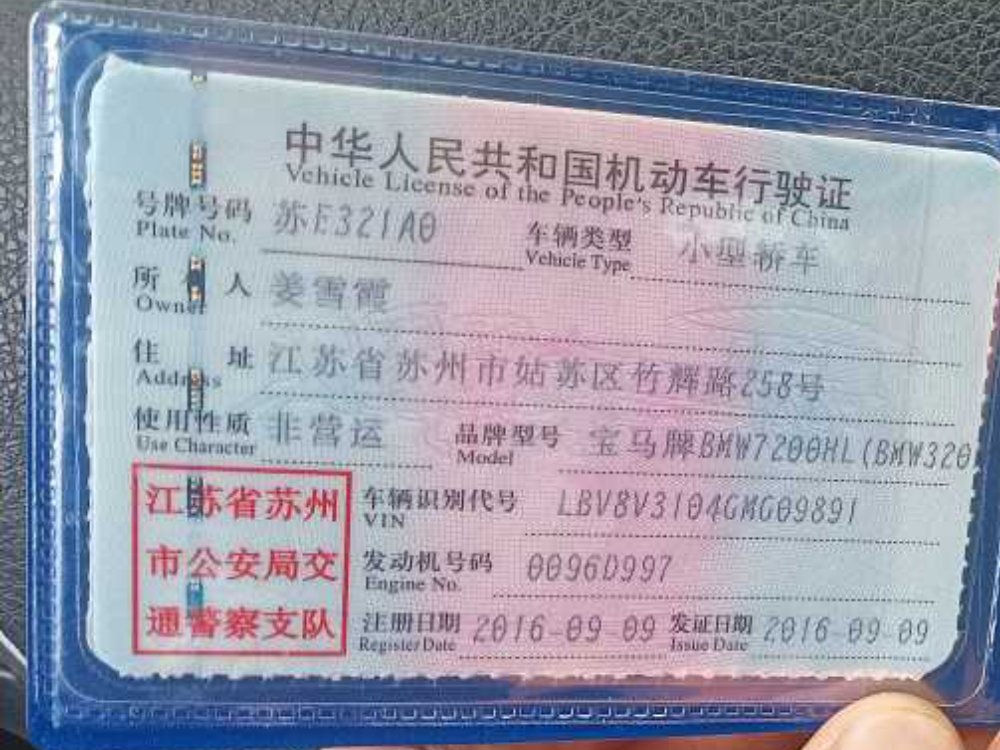 中华人民共和国机动车行驶证
Vehicle License of the People's Republic of China
号牌号码 苏E321A0 车辆类型 小型轿车
Plate No. Vehicle Type
所 人 姜雪霞
Owner
住 址 江苏省苏州市姑苏区竹辉路258号
Address
使用性质 非营运 品牌型号 宝马牌BMW7200HL(BMW320
Use Character Model
江苏省苏州
市公安局交
通警察支队
车辆识别代号 LBV8V3104GMG09891
VIN
发动机号码 0096D997
Engine No.
注册日期 2016-09-09 发证日期 2016-09-09
Register Date Issue Date